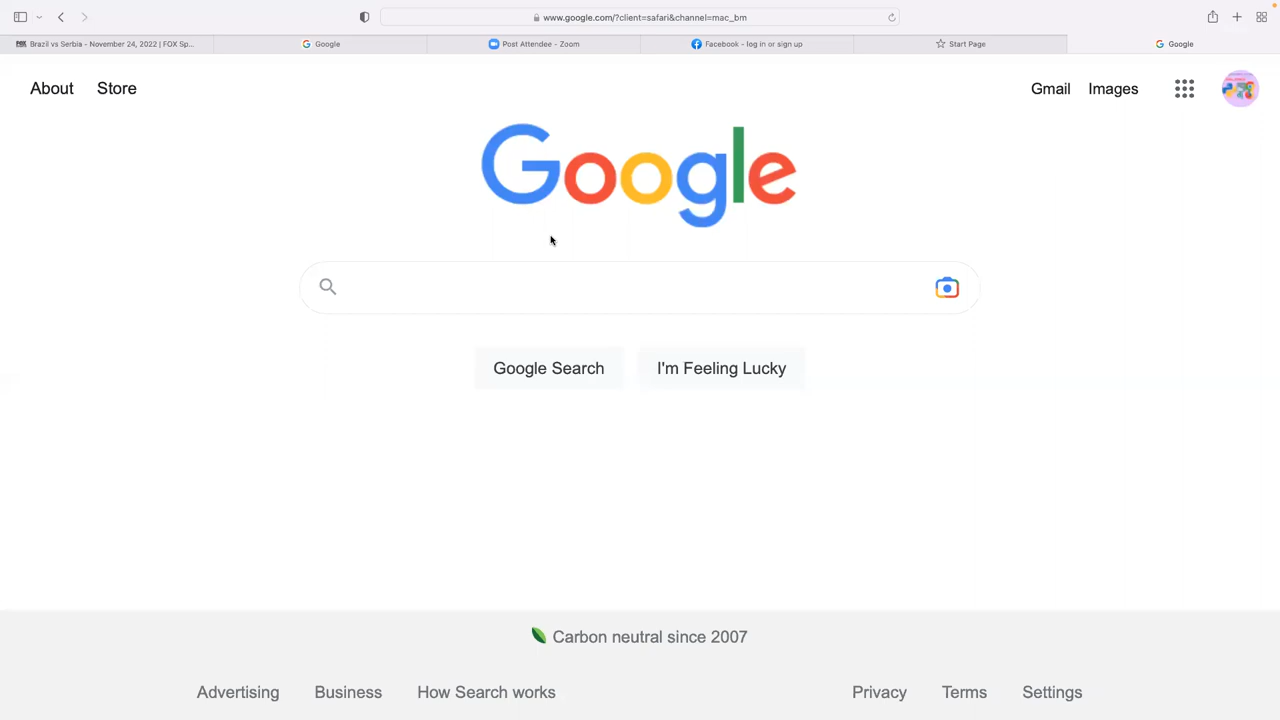 www.google.com/?client=safari&channel=mac_bm
Brazil vs Serbia - November 24, 2022 | FOX Sp...
Google
Post Attendee - Zoom
Facebook - log in or sign up
Start Page
Google
About
Store
Gmail
Images
Google
Google Search
I'm Feeling Lucky
Carbon neutral since 2007
Advertising
Business
How Search works
Privacy
Terms
Settings